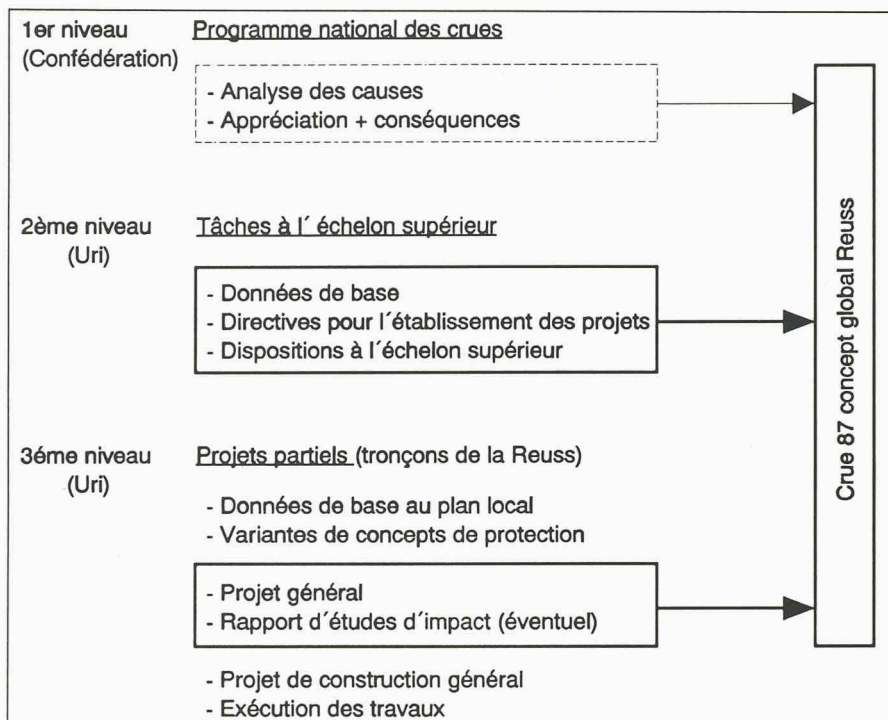 1er niveau
(Confédération)
Programme national des crues
- Analyse des causes
- Appréciation + conséquences
2ème niveau
(Uri)
Tâches à l´ échelon supérieur
- Données de base
- Directives pour l´établissement des projets
- Dispositions à l´échelon supérieur
3éme niveau
(Uri)
Projets partiels (tronçons de la Reuss)
- Données de base au plan local
- Variantes de concepts de protection
- Projet général
- Rapport d´études d´impact (éventuel)
- Projet de construction général
- Exécution des travaux
Crue 87 concept global Reuss